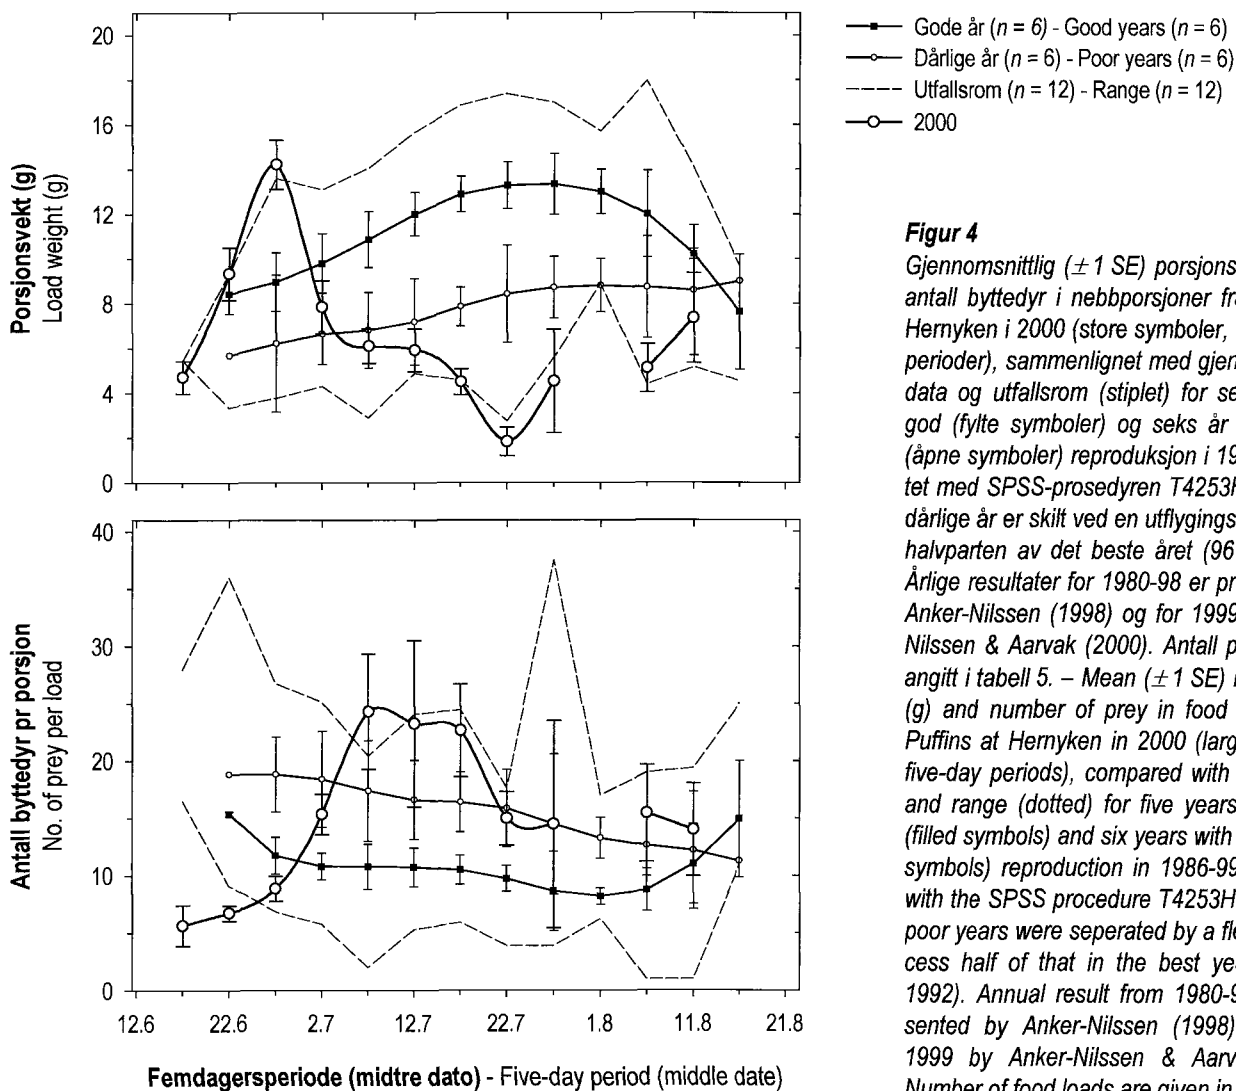 Gode år (n = 6) - Good years (n = 6)
Dårlige år (n = 6) - Poor years (n = 6)
Utfallsrom (n = 12) - Range (n = 12)
2000
Porsjonsvekt (g)
Load weight (g)
20
16
12
8
4
0
Antall byttedyr pr porsjon
No. of prey per load
40
30
20
10
0
12.6 22.6 2.7 12.7 22.7 1.8 11.8 21.8
Femdagersperiode (midtre dato) - Five-day period (middle date)
Figur 4
Gjennomsnittlig (±1 SE) porsjons
antall byttedyr i nebbporsjoner fra
Hernyken i 2000 (store symboler,
perioder), sammenlignet med gjen
data og utfallsrom (stiplet) for se
god (fylte symboler) og seks år
(åpne symboler) reproduksjon i 19
tet med SPSS-prosedyren T4253H
dårlige år er skilt ved en utflygings
halvparten av det beste året (96
Årlige resultater for 1980-98 er pr
Anker-Nilssen (1998) og for 1999
Nilssen & Aarvak (2000). Antall p
angitt i tabell 5. – Mean (±1 SE)
(g) and number of prey in food
Puffins at Hernyken in 2000 (larg
five-day periods), compared with
and range (dotted) for five years
(filled symbols) and six years with
symbols) reproduction in 1986-99
with the SPSS procedure T4253H
poor years were seperated by a fle
cess half of that in the best ye
1992). Annual result from 1980-9
sented by Anker-Nilssen (1998)
1999 by Anker-Nilssen & Aarv
Number of food loads are given in